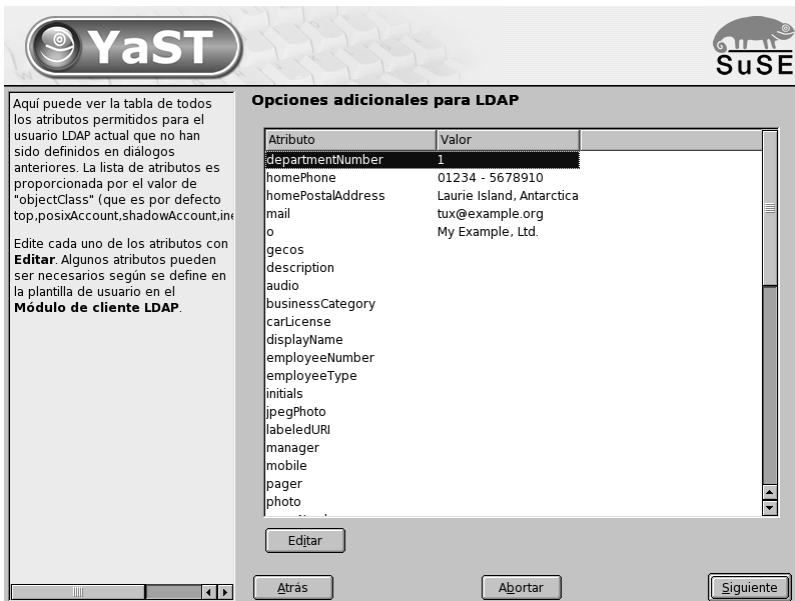 YaST
SuSE
Aquí puede ver la tabla de todos
los atributos permitidos para el
usuario LDAP actual que no han
sido definidos en diálogos
anteriores. La lista de atributos es
proporcionada por el valor de
"objectClass" (que es por defecto
top,posixAccount,shadowAccount,ine
Edite cada uno de los atributos con
Editar. Algunos atributos pueden
ser necesarios según se define en
la plantilla de usuario en el
Módulo de cliente LDAP.
Opciones adicionales para LDAP
Atributo Valor
departmentNumber 1
homePhone 01234 - 5678910
homePostalAddress Laurie Island, Antarctica
mail tux@example.org
o My Example, Ltd.
gecos
description
audio
businessCategory
carLicense
displayName
employeeNumber
employeeType
initials
jpegPhoto
labeledURI
manager
mobile
pager
photo
Editar
Atrás Abortar Siguiente